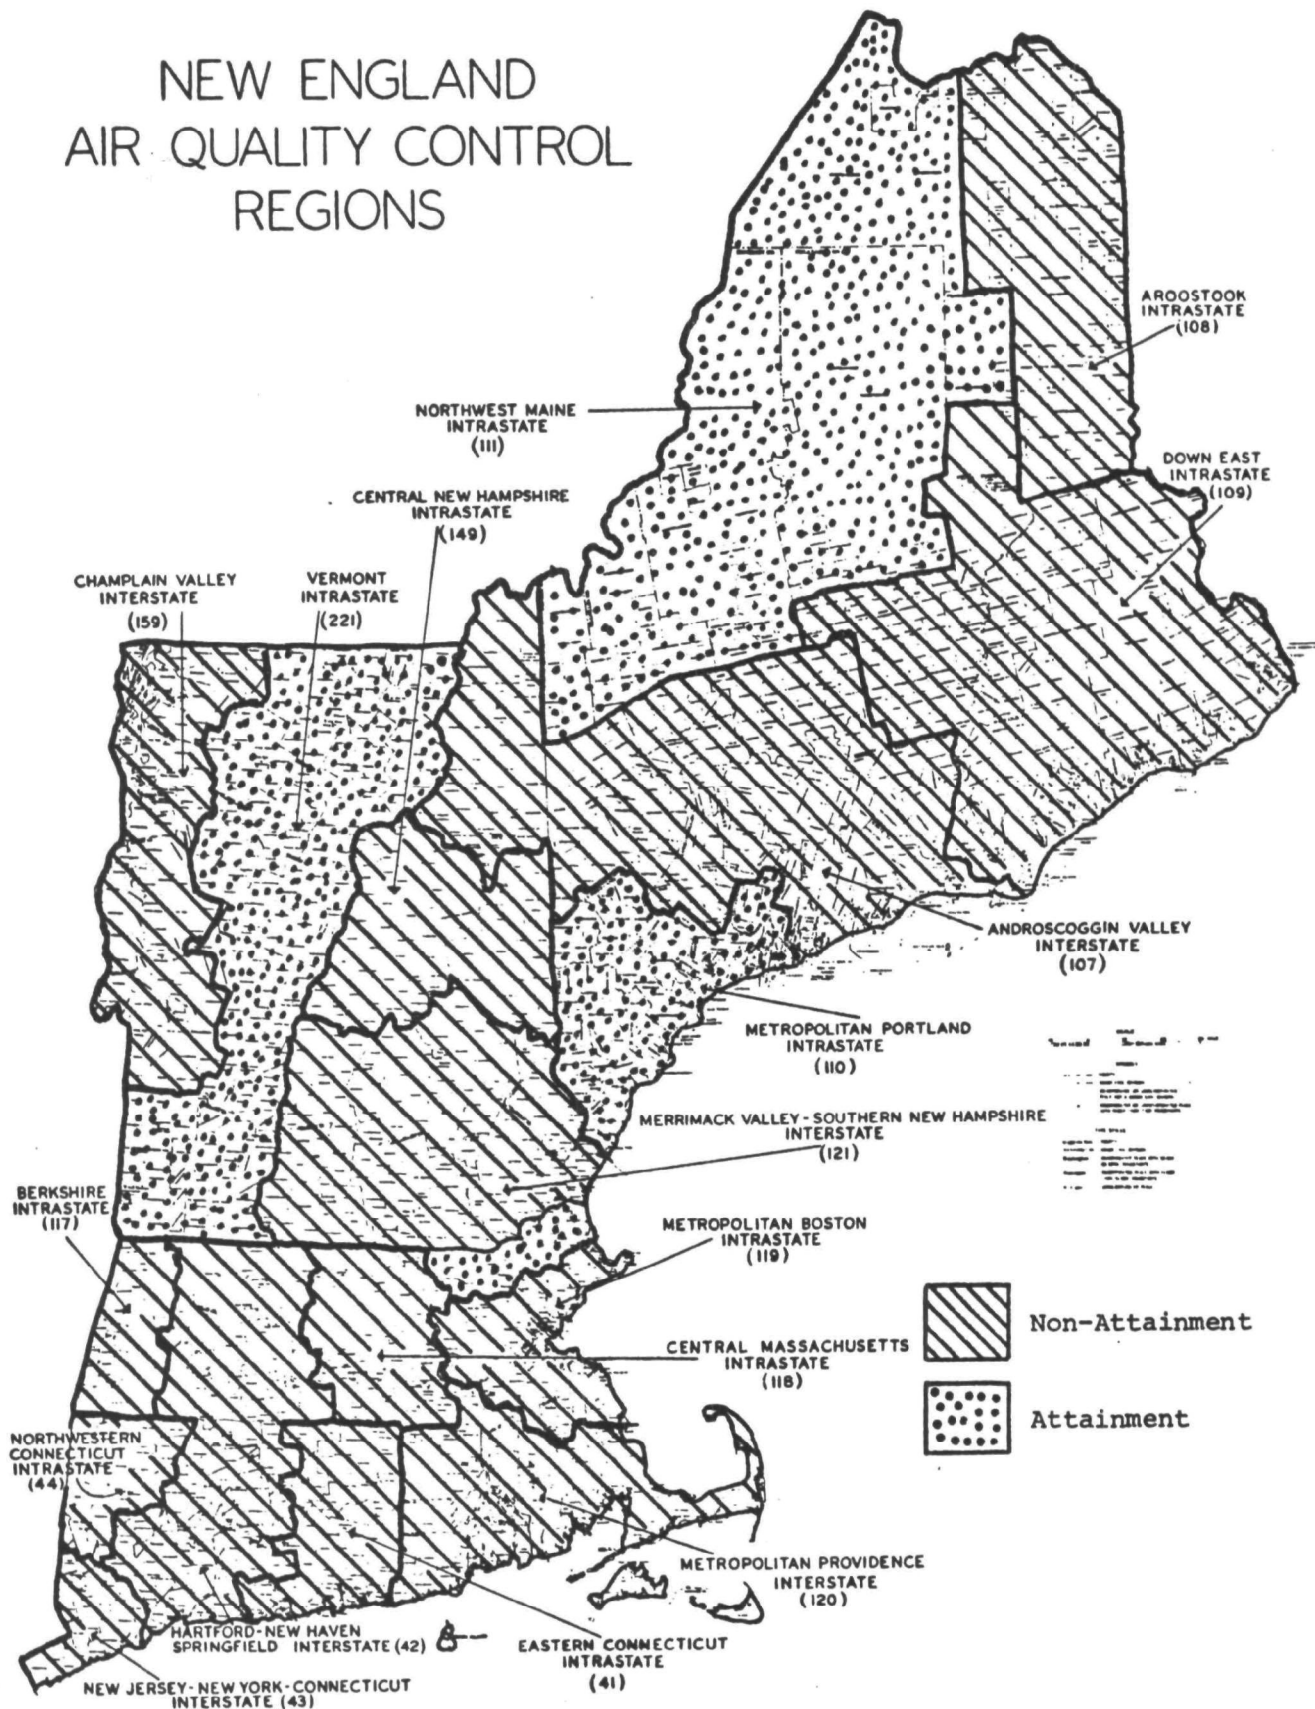 NEW ENGLAND
AIR QUALITY CONTROL
REGIONS
AROOSTOOK
INTRASTATE
(108)
NORTHWEST MAINE
INTRASTATE
(111)
DOWN EAST
INTRASTATE
(109)
CENTRAL NEW HAMPSHIRE
INTRASTATE
(149)
CHAMPLAIN VALLEY
INTERSTATE
(159)
VERMONT
INTRASTATE
(221)
ANDROSCOGGIN VALLEY
INTERSTATE
(107)
METROPOLITAN PORTLAND
INTRASTATE
(110)
MERRIMACK VALLEY-SOUTHERN NEW HAMPSHIRE
INTERSTATE
(121)
BERKSHIRE
INTRASTATE
(117)
METROPOLITAN BOSTON
INTRASTATE
(119)
Non-Attainment
CENTRAL MASSACHUSETTS
INTRASTATE
(118)
Attainment
NORTHWESTERN
CONNECTICUT
INTRASTATE
(44)
METROPOLITAN PROVIDENCE
INTERSTATE
(120)
HARTFORD-NEW HAVEN
SPRINGFIELD INTERSTATE (42)
EASTERN CONNECTICUT
INTRASTATE
(41)
NEW JERSEY-NEW YORK-CONNECTICUT
INTERSTATE (43)